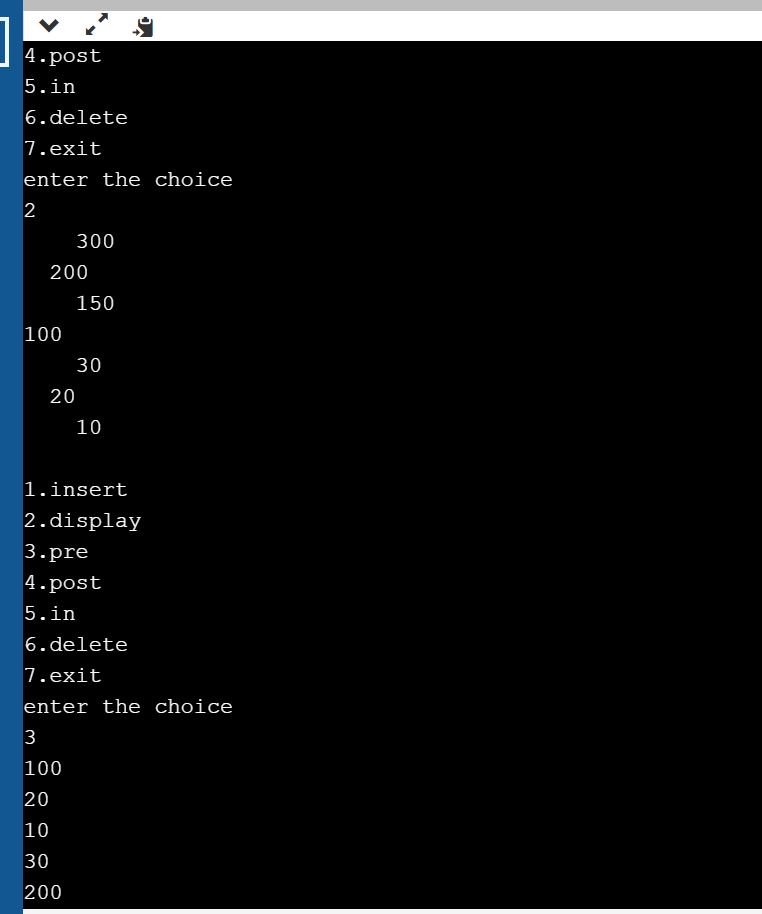 4.post
5.in
6.delete
7.exit
enter the choice
2
    300
  200
    150
100
    30
  20
    10

1.insert
2.display
3.pre
4.post
5.in
6.delete
7.exit
enter the choice
3
100
20
10
30
200